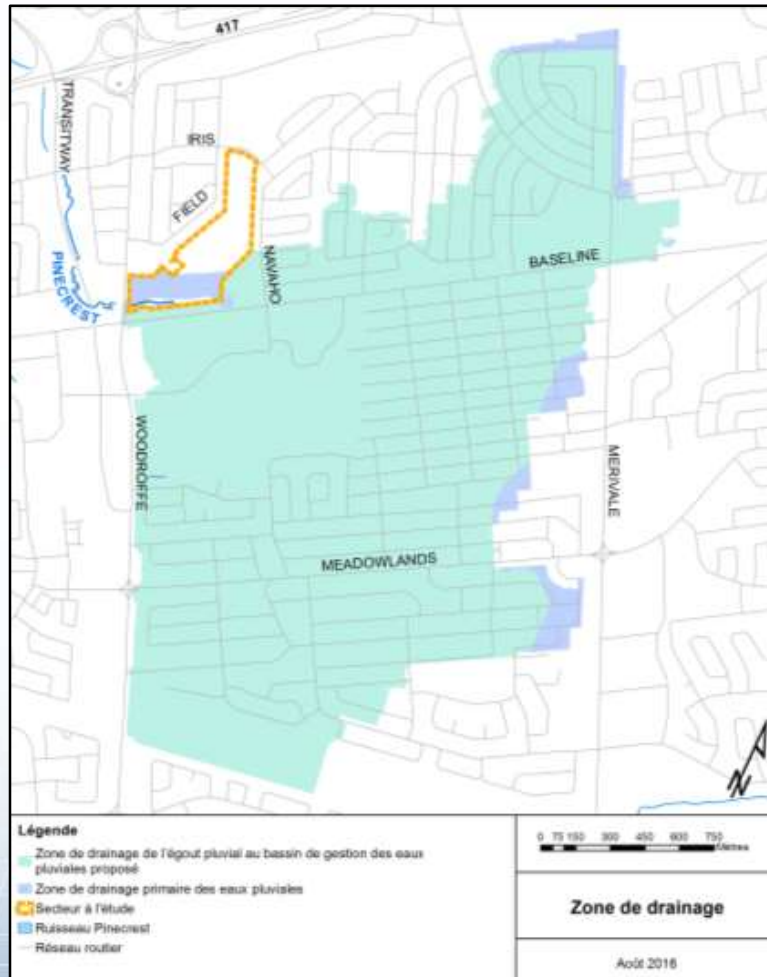 417
TRANSITWAY
IRIS
FIELD
PINECREST
NAVAHO
BASELINE
WOODROFFE
MERIVALE
MEADOWLANDS
N
Légende
Zone de drainage de l'égout pluvial au bassin de gestion des eaux
pluviales proposé
Zone de drainage primaire des eaux pluviales
Secteur à l'étude
Ruisseau Pinecrest
Réseau routier
0 75 150 300 450 600 750
Mètres
Zone de drainage
Août 2016